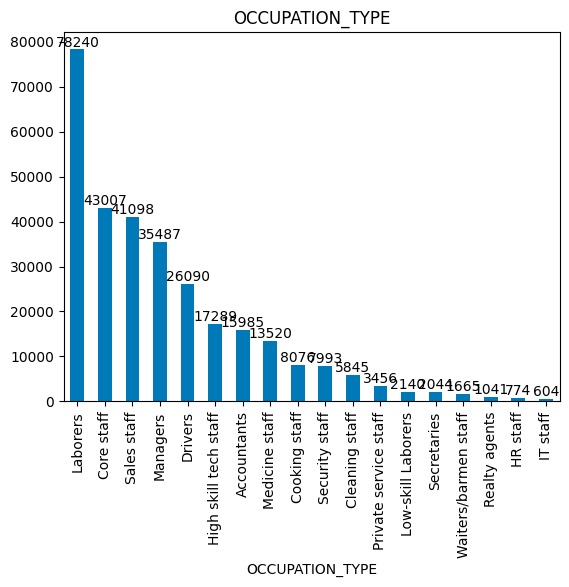 OCCUPATION_TYPE
80000
70000
60000
50000
40000
30000
20000
10000
0
78240
43007
41098
35487
26090
17289
15985
13520
8076
7993
5845
3456
2140
2044
1665
1041
774
604
Laborers
Core staff
Sales staff
Managers
Drivers
High skill tech staff
Accountants
Medicine staff
Cooking staff
Security staff
Cleaning staff
Private service staff
Low-skill Laborers
Secretaries
Waiters/barmen staff
Realty agents
HR staff
IT staff
OCCUPATION_TYPE